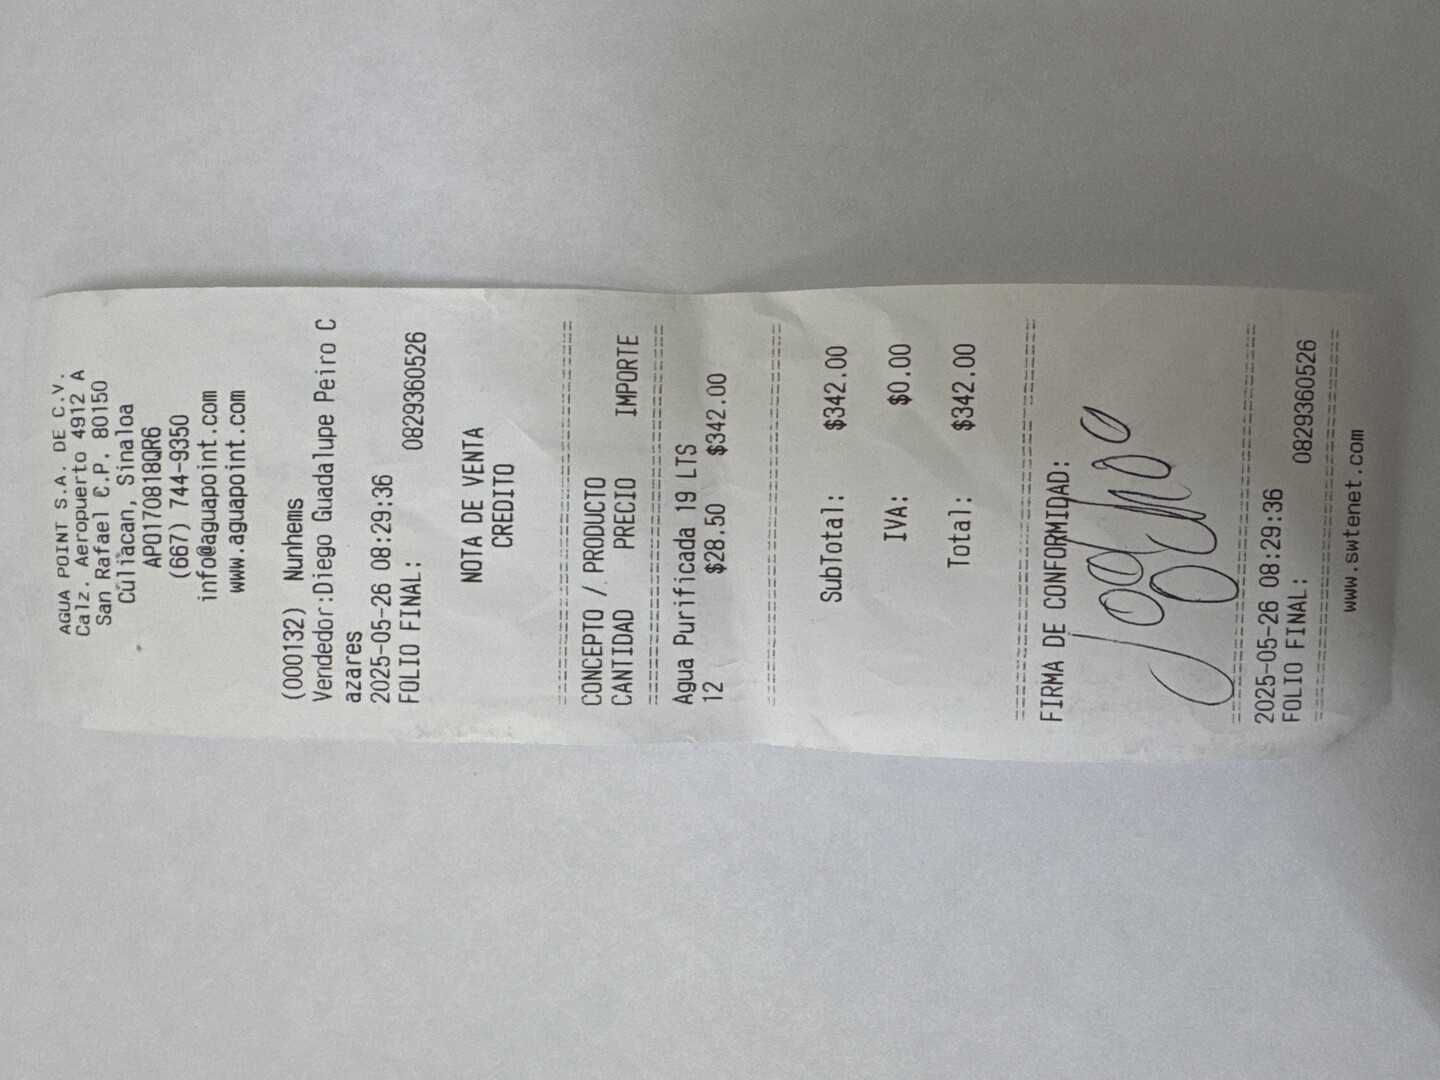 AGUA POINT S.A. DE C.V.
Calz. Aeropuerto 4912 A
San Rafael C.P. 80150
Culiacan, Sinaloa
APO170818QR6
(667) 744-9350
info@aguapoint.com
www.aguapoint.com
(000132) Nunhems
Vendedor:Diego Guadalupe Peiro C
azares
2025-05-26 08:29:36
FOLIO FINAL: 0829360526
NOTA DE VENTA
CREDITO
================================
CONCEPTO / PRODUCTO
CANTIDAD PRECIO IMPORTE
================================
Agua Purificada 19 LTS
12 $28.50 $342.00
================================
SubTotal: $342.00
IVA: $0.00
Total: $342.00
================================
FIRMA DE CONFORMIDAD:
================================
2025-05-26 08:29:36
FOLIO FINAL: 0829360526
================================
www.swtenet.com